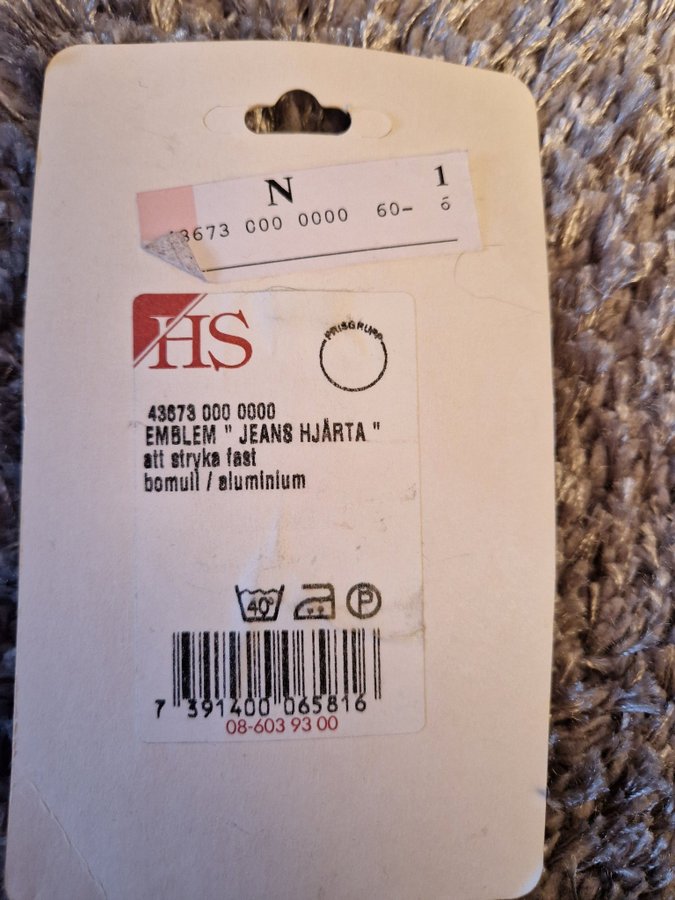 N 1
43673 000 0000 60- 6
HS
PRISGRUPP
43673 000 0000
EMBLEM " JEANS HJÄRTA "
att stryka fast
bomull / aluminium
40° P
7 391400 065816
08-603 93 00